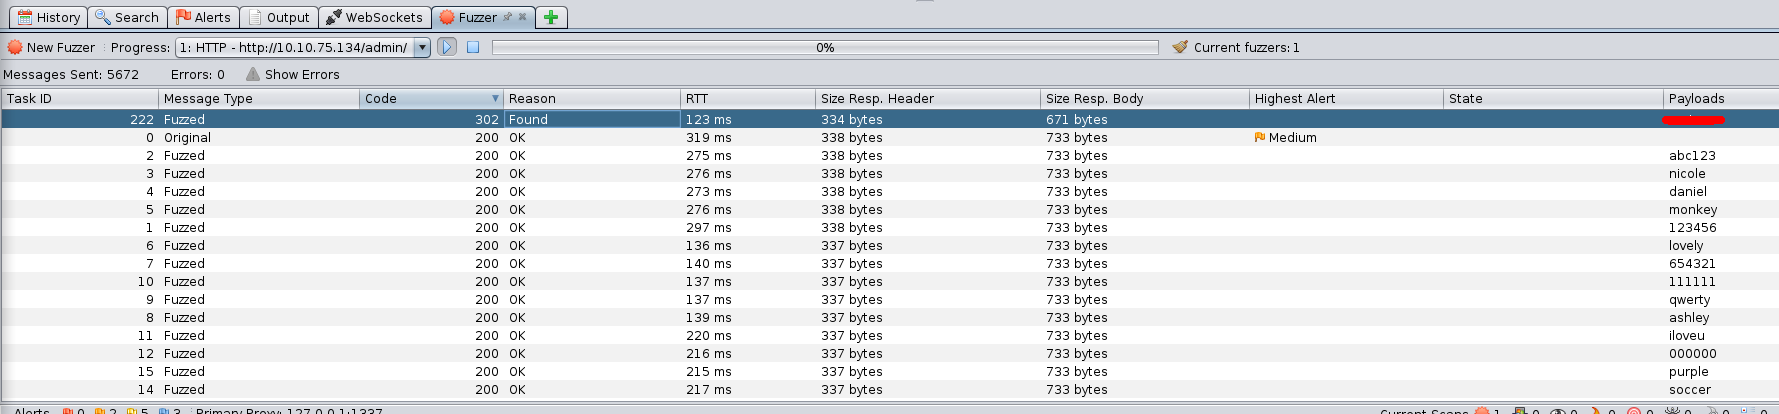 History Search Alerts Output WebSockets Fuzzer
New Fuzzer Progress: 1: HTTP - http://10.10.75.134/admin/ 0% Current fuzzers: 1
Messages Sent: 5672 Errors: 0 Show Errors
Task ID Message Type Code Reason RTT Size Resp. Header Size Resp. Body Highest Alert State Payloads
222 Fuzzed 302 Found 123 ms 334 bytes 671 bytes
0 Original 200 OK 319 ms 338 bytes 733 bytes Medium
2 Fuzzed 200 OK 275 ms 338 bytes 733 bytes abc123
3 Fuzzed 200 OK 276 ms 338 bytes 733 bytes nicole
4 Fuzzed 200 OK 273 ms 338 bytes 733 bytes daniel
5 Fuzzed 200 OK 276 ms 338 bytes 733 bytes monkey
1 Fuzzed 200 OK 297 ms 338 bytes 733 bytes 123456
6 Fuzzed 200 OK 136 ms 337 bytes 733 bytes lovely
7 Fuzzed 200 OK 140 ms 337 bytes 733 bytes 654321
10 Fuzzed 200 OK 137 ms 337 bytes 733 bytes 111111
9 Fuzzed 200 OK 137 ms 337 bytes 733 bytes qwerty
8 Fuzzed 200 OK 139 ms 337 bytes 733 bytes ashley
11 Fuzzed 200 OK 220 ms 337 bytes 733 bytes iloveu
12 Fuzzed 200 OK 216 ms 337 bytes 733 bytes 000000
15 Fuzzed 200 OK 215 ms 337 bytes 733 bytes purple
14 Fuzzed 200 OK 217 ms 337 bytes 733 bytes soccer
Alerts 0 2 5 3 Primary Proxy: 127.0.0.1:1337 Current Scans 1 0 0 0 0 0 0 0